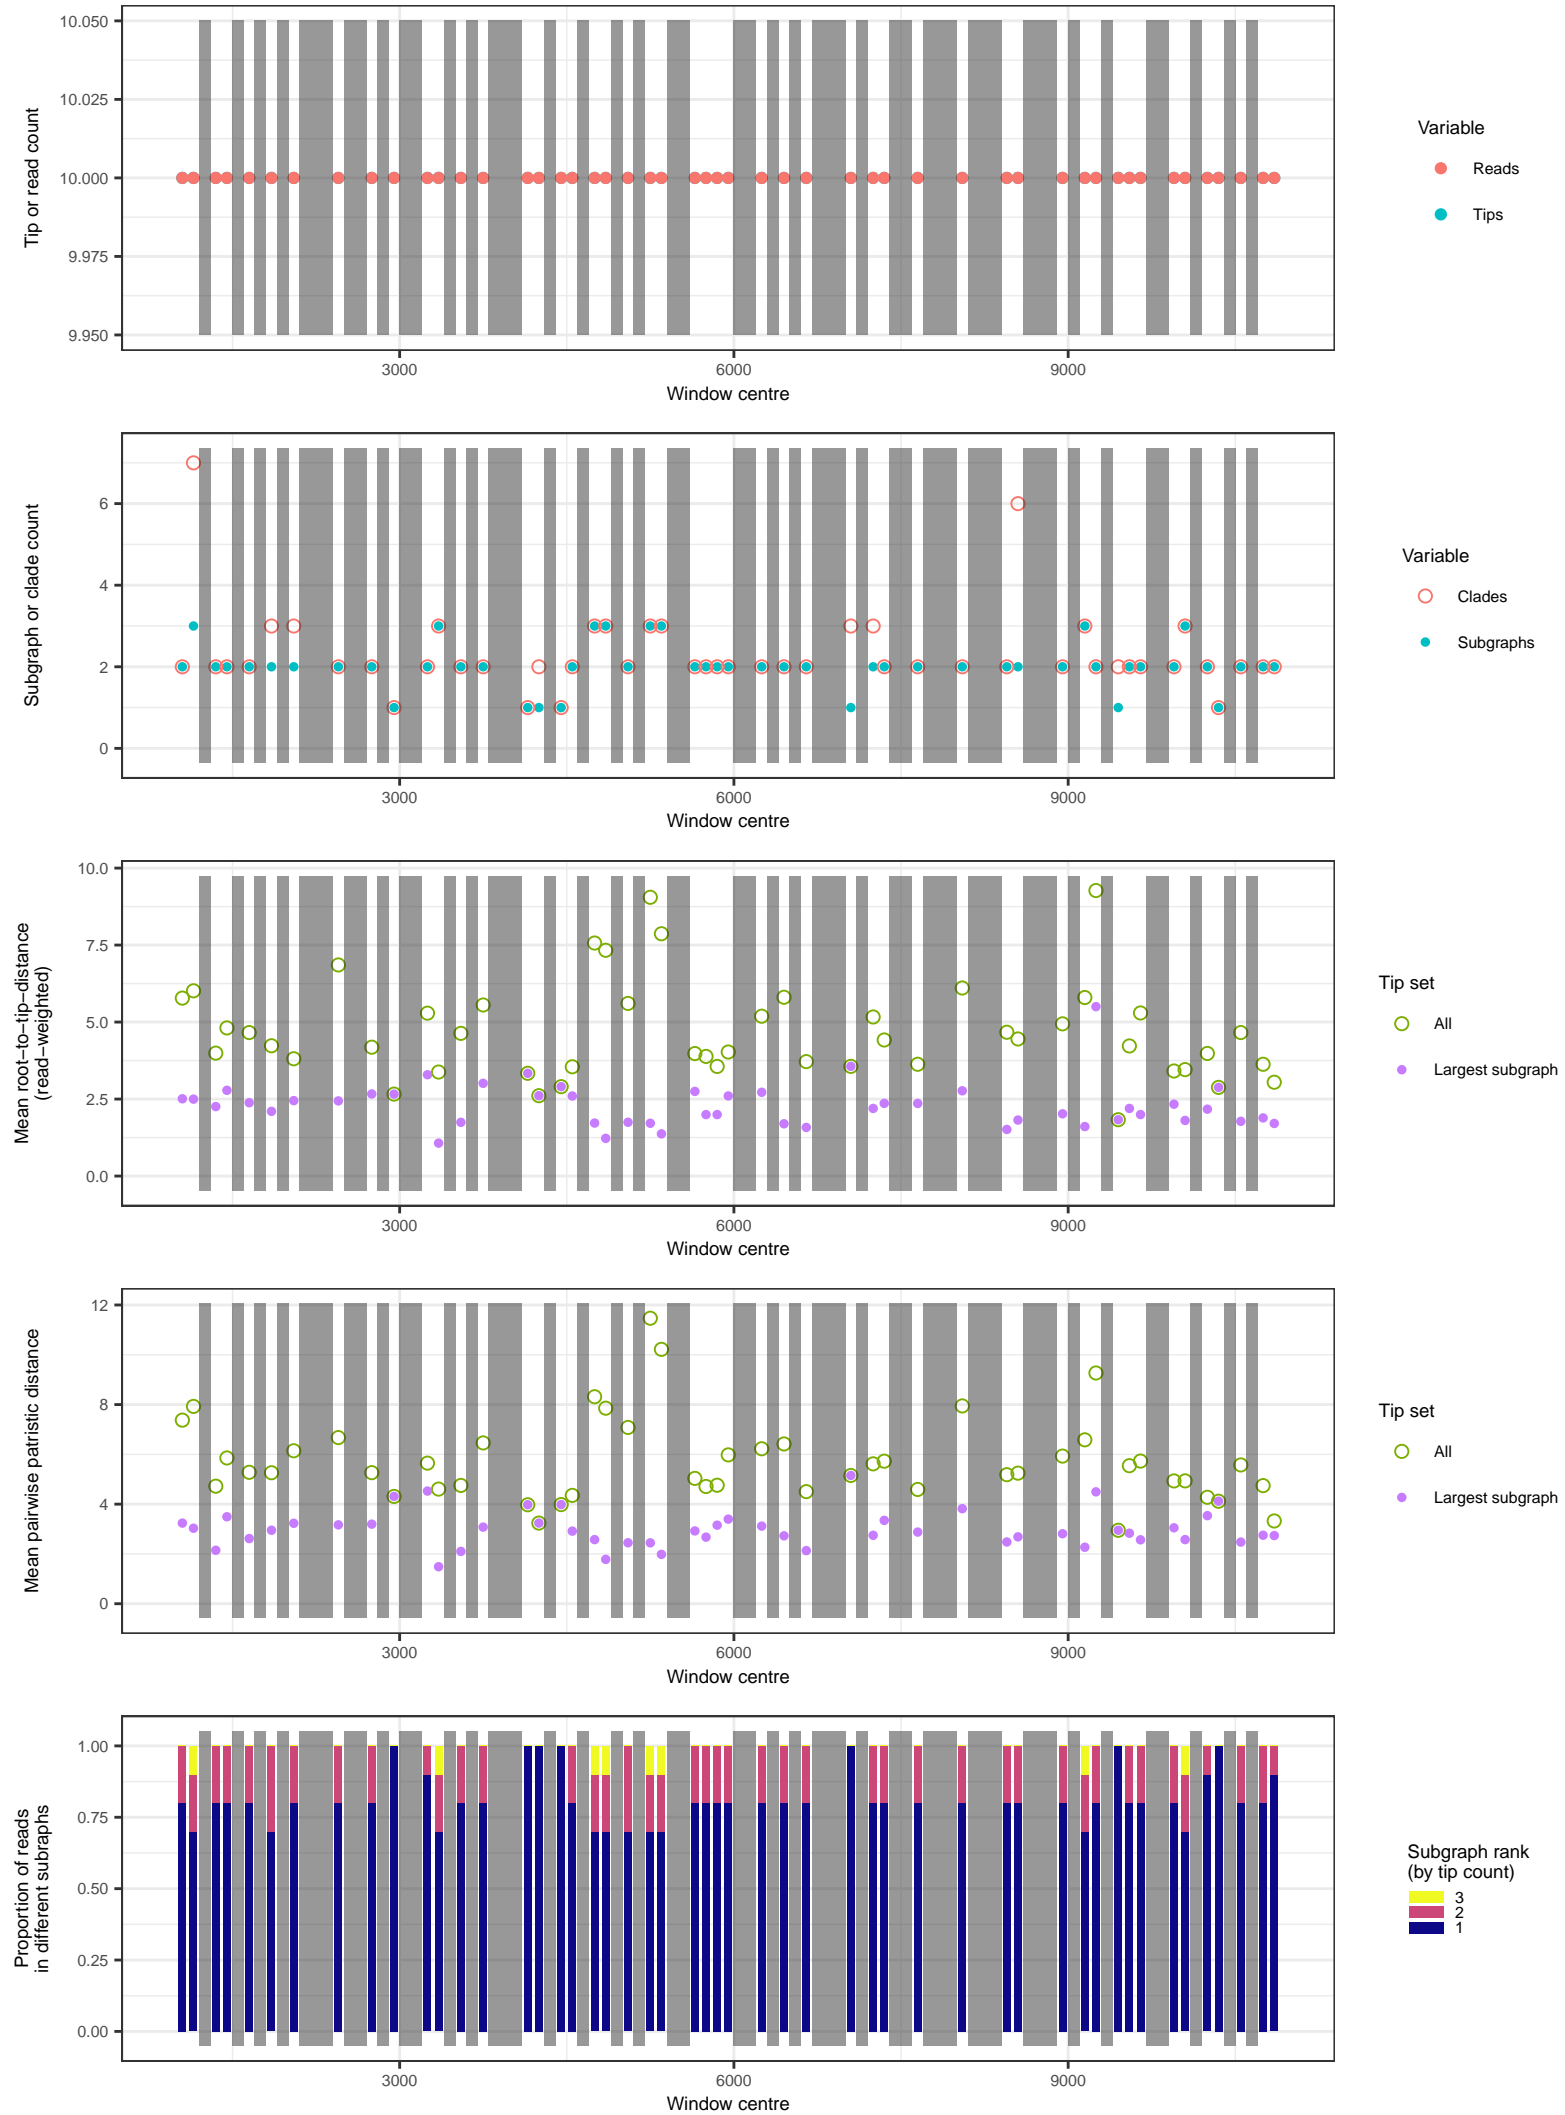 10.050
10.025
10.000
9.975
9.950
Tip or read count
3000
6000
9000
Window centre
Variable
Reads
Tips
6
4
2
0
Subgraph or clade count
3000
6000
9000
Window centre
Variable
Clades
Subgraphs
10.0
7.5
5.0
2.5
0.0
Mean root−to−tip−distance
(read−weighted)
3000
6000
9000
Window centre
Tip set
All
Largest subgraph
12
8
4
0
Mean pairwise patristic distance
3000
6000
9000
Window centre
Tip set
All
Largest subgraph
1.00
0.75
0.50
0.25
0.00
Proportion of reads
in different subraphs
3000
6000
9000
Window centre
Subgraph rank
(by tip count)
3
2
1